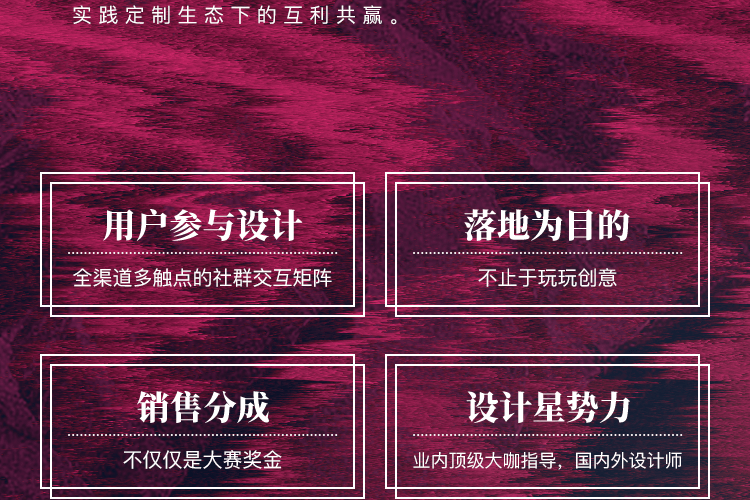 实践定制生态下的互利共赢。
用户参与设计
全渠道多触点的社群交互矩阵
落地为目的
不止于玩玩创意
销售分成
不仅仅是大赛奖金
设计星势力
业内顶级大咖指导，国内外设计师